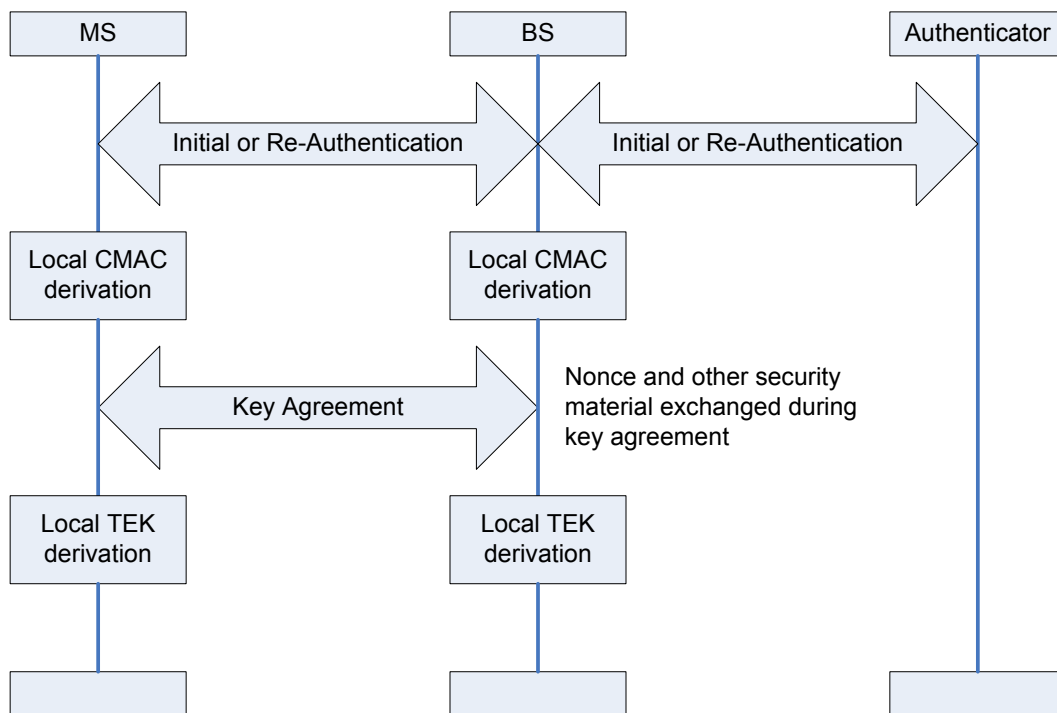 MS
BS
Authenticator
Initial or Re-Authentication
Initial or Re-Authentication
Local CMAC
derivation
Local CMAC
derivation
Key Agreement
Nonce and other security
material exchanged during
key agreement
Local TEK
derivation
Local TEK
derivation